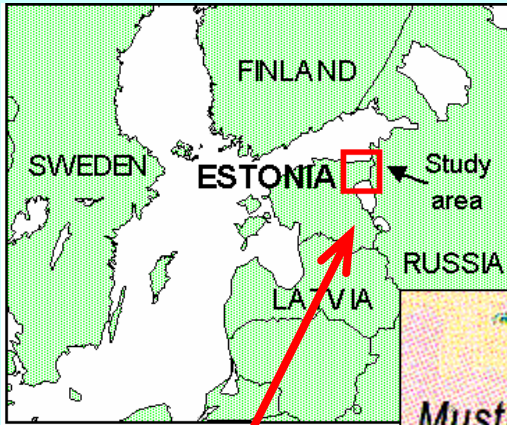 FINLAND
SWEDEN
ESTONIA
Study
area
RUSSIA
LATVIA
Must